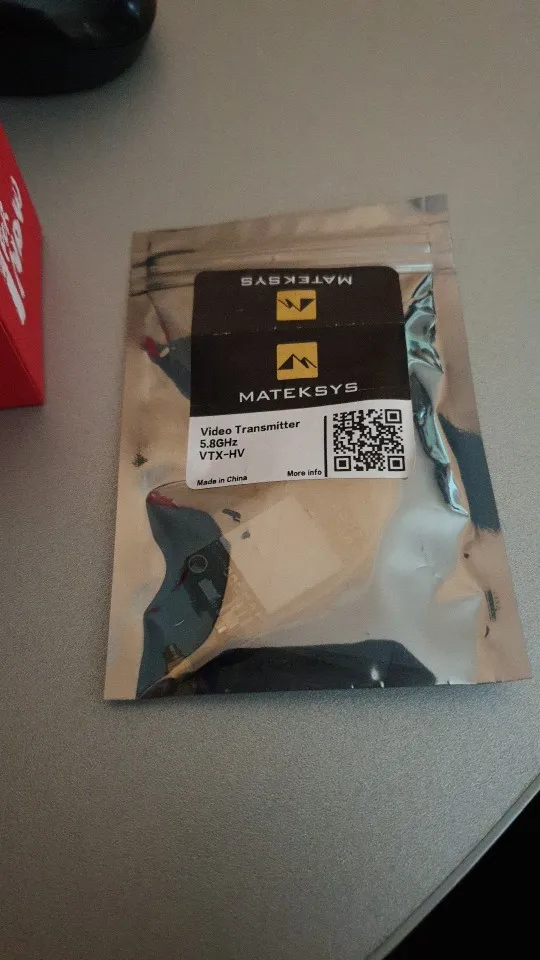 MATEKSYS
MATEKSYS
Video Transmitter
5.8GHz
VTX-HV
Made in China
More info